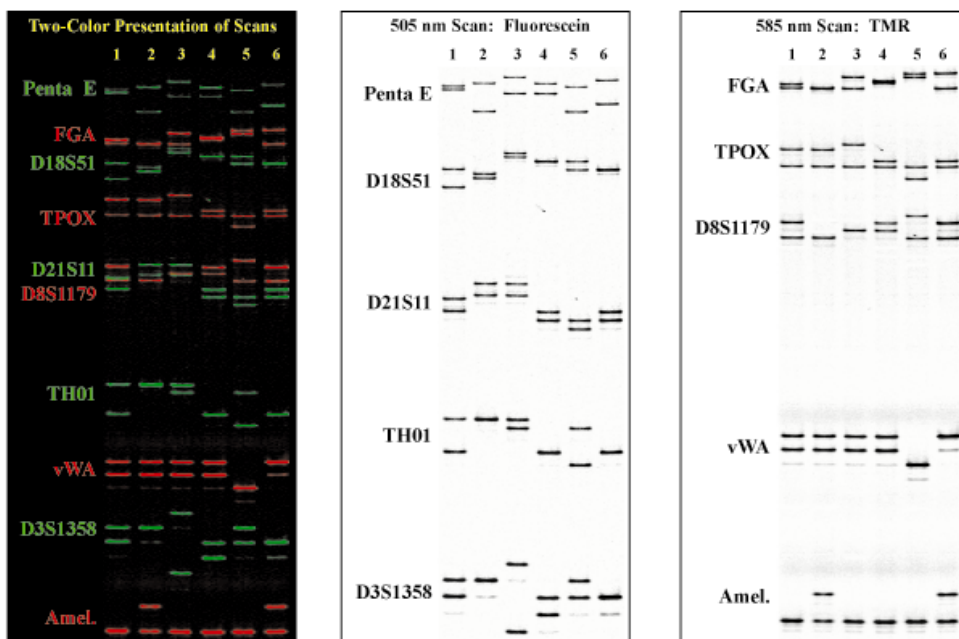 Two-Color Presentation of Scans
1 2 3 4 5 6
Penta E
FGA
D18S51
TPOX
D21S11
D8S1179
TH01
vWA
D3S1358
Amel.
505 nm Scan: Fluorescein
1 2 3 4 5 6
Penta E
D18S51
D21S11
TH01
D3S1358
585 nm Scan: TMR
1 2 3 4 5 6
FGA
TPOX
D8S1179
vWA
Amel.